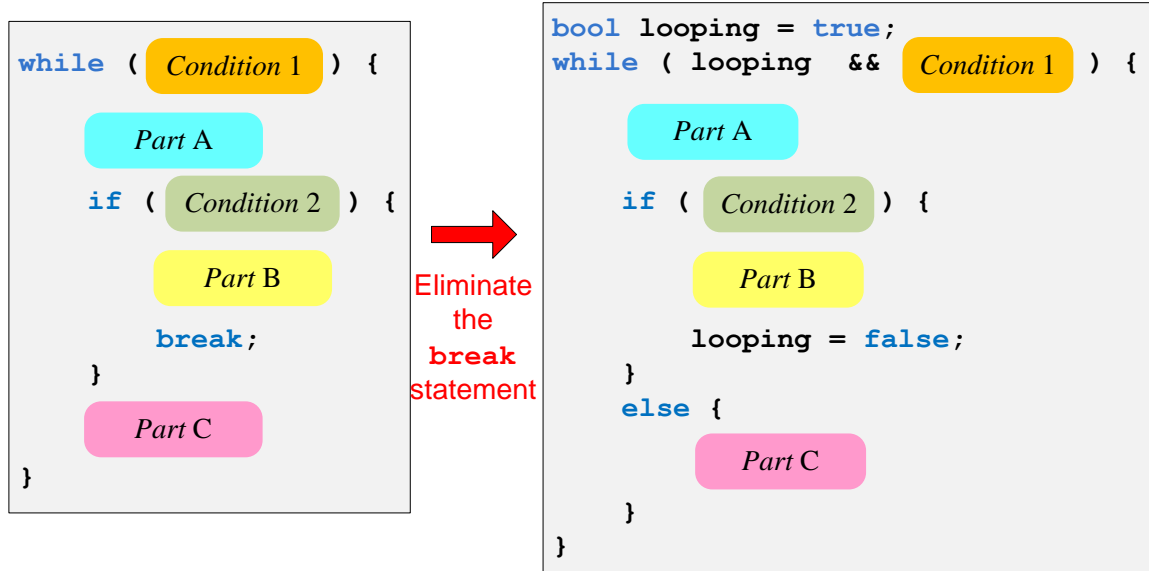 while ( Condition 1 ) {
Part A
if ( Condition 2 ) {
Part B
break;
}
Part C
}
Eliminate
the
break
statement
bool looping = true;
while ( looping && Condition 1 ) {
Part A
if ( Condition 2 ) {
Part B
looping = false;
}
else {
Part C
}
}